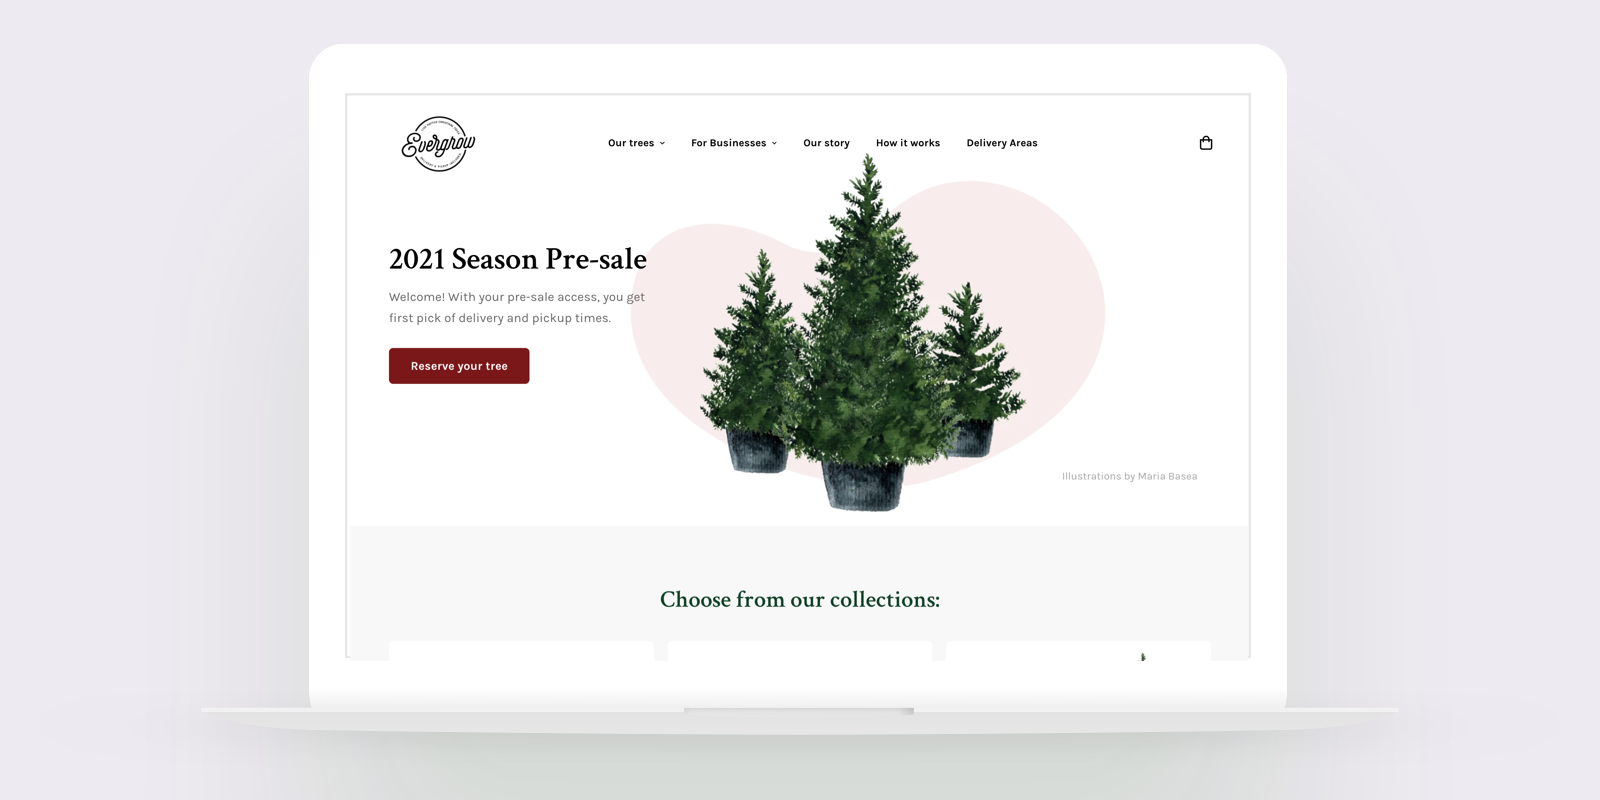 Evergrow
Our trees
For Businesses
Our story
How it works
Delivery Areas
2021 Season Pre-sale
Welcome! With your pre-sale access, you get
first pick of delivery and pickup times.
Reserve your tree
Illustrations by Maria Basea
Choose from our collections: